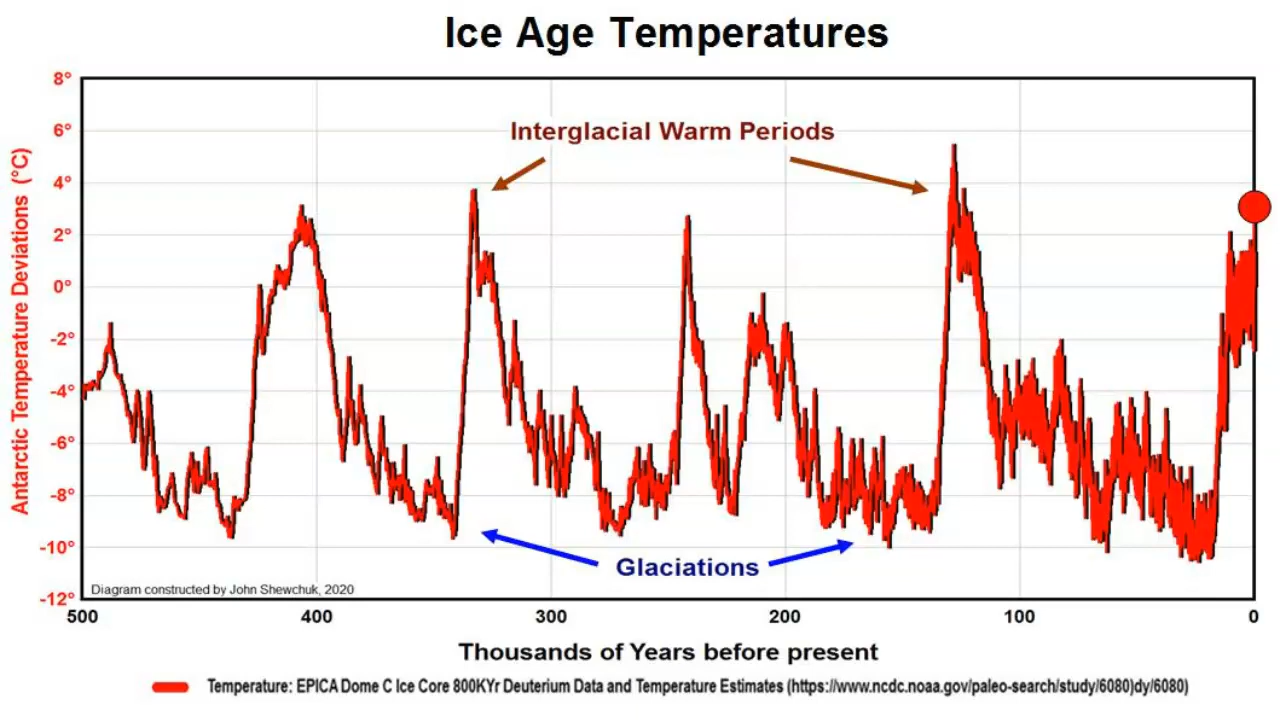 Ice Age Temperatures
8°
6°
4°
2°
0°
-2°
-4°
-6°
-8°
-10°
-12°
Antarctic Temperature Deviations (°C)
Interglacial Warm Periods
Glaciations
Diagram constructed by John Shewchuk, 2020
500 400 300 200 100 0
Thousands of Years before present
Temperature: EPICA Dome C Ice Core 800KYr Deuterium Data and Temperature Estimates (https://www.ncdc.noaa.gov/paleo-search/study/6080)dy/6080)